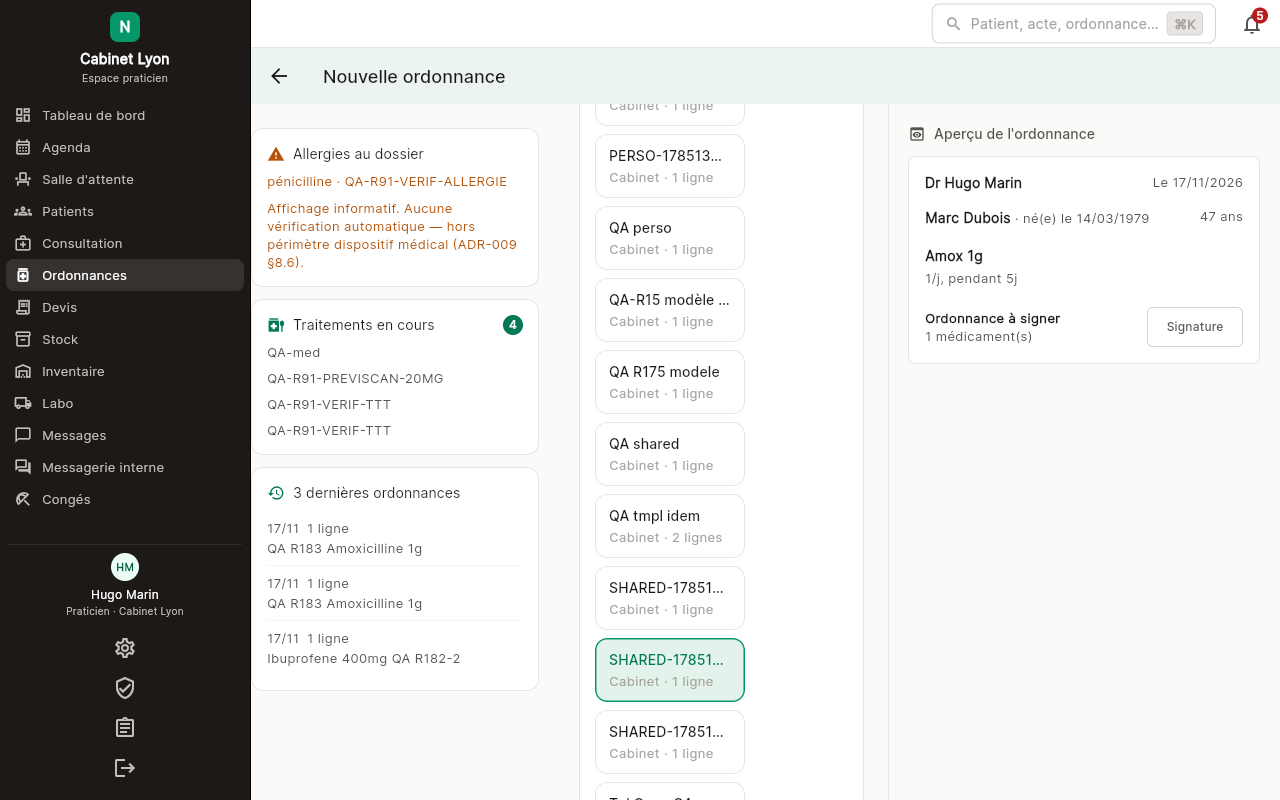 N
Cabinet Lyon
Espace praticien
Tableau de bord
Agenda
Salle d'attente
Patients
Consultation
Ordonnances
Devis
Stock
Inventaire
Labo
Messages
Messagerie interne
Congés
HM
Hugo Marin
Praticien · Cabinet Lyon
Patient, acte, ordonnance... ⌘K
5
Nouvelle ordonnance
Allergies au dossier
pénicilline · QA-R91-VERIF-ALLERGIE
Affichage informatif. Aucune
vérification automatique — hors
périmètre dispositif médical (ADR-009
§8.6).
Traitements en cours 4
QA-med
QA-R91-PREVISCAN-20MG
QA-R91-VERIF-TTT
QA-R91-VERIF-TTT
3 dernières ordonnances
17/11 1 ligne
QA R183 Amoxicilline 1g
17/11 1 ligne
QA R183 Amoxicilline 1g
17/11 1 ligne
Ibuprofene 400mg QA R182-2
Cabinet · 1 ligne
PERSO-178513...
Cabinet · 1 ligne
QA perso
Cabinet · 1 ligne
QA-R15 modèle ...
Cabinet · 1 ligne
QA R175 modele
Cabinet · 1 ligne
QA shared
Cabinet · 1 ligne
QA tmpl idem
Cabinet · 2 lignes
SHARED-17851...
Cabinet · 1 ligne
SHARED-17851...
Cabinet · 1 ligne
SHARED-17851...
Cabinet · 1 ligne
Aperçu de l'ordonnance
Dr Hugo Marin Le 17/11/2026
Marc Dubois · né(e) le 14/03/1979 47 ans
Amox 1g
1/j, pendant 5j
Ordonnance à signer
1 médicament(s)
Signature